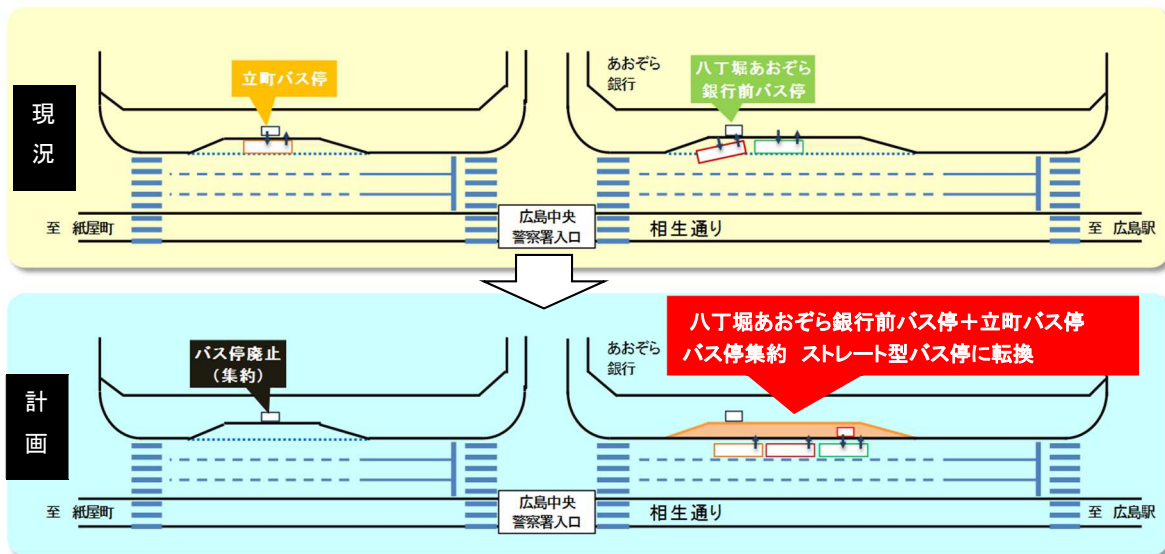 現況
立町バス停
あおぞら
銀行
八丁堀あおぞら
銀行前バス停
至 紙屋町
広島中央
警察署入口
相生通り
至 広島駅
計画
バス停廃止
（集約）
あおぞら
銀行
八丁堀あおぞら銀行前バス停＋立町バス停
バス停集約 ストレート型バス停に転換
至 紙屋町
広島中央
警察署入口
相生通り
至 広島駅